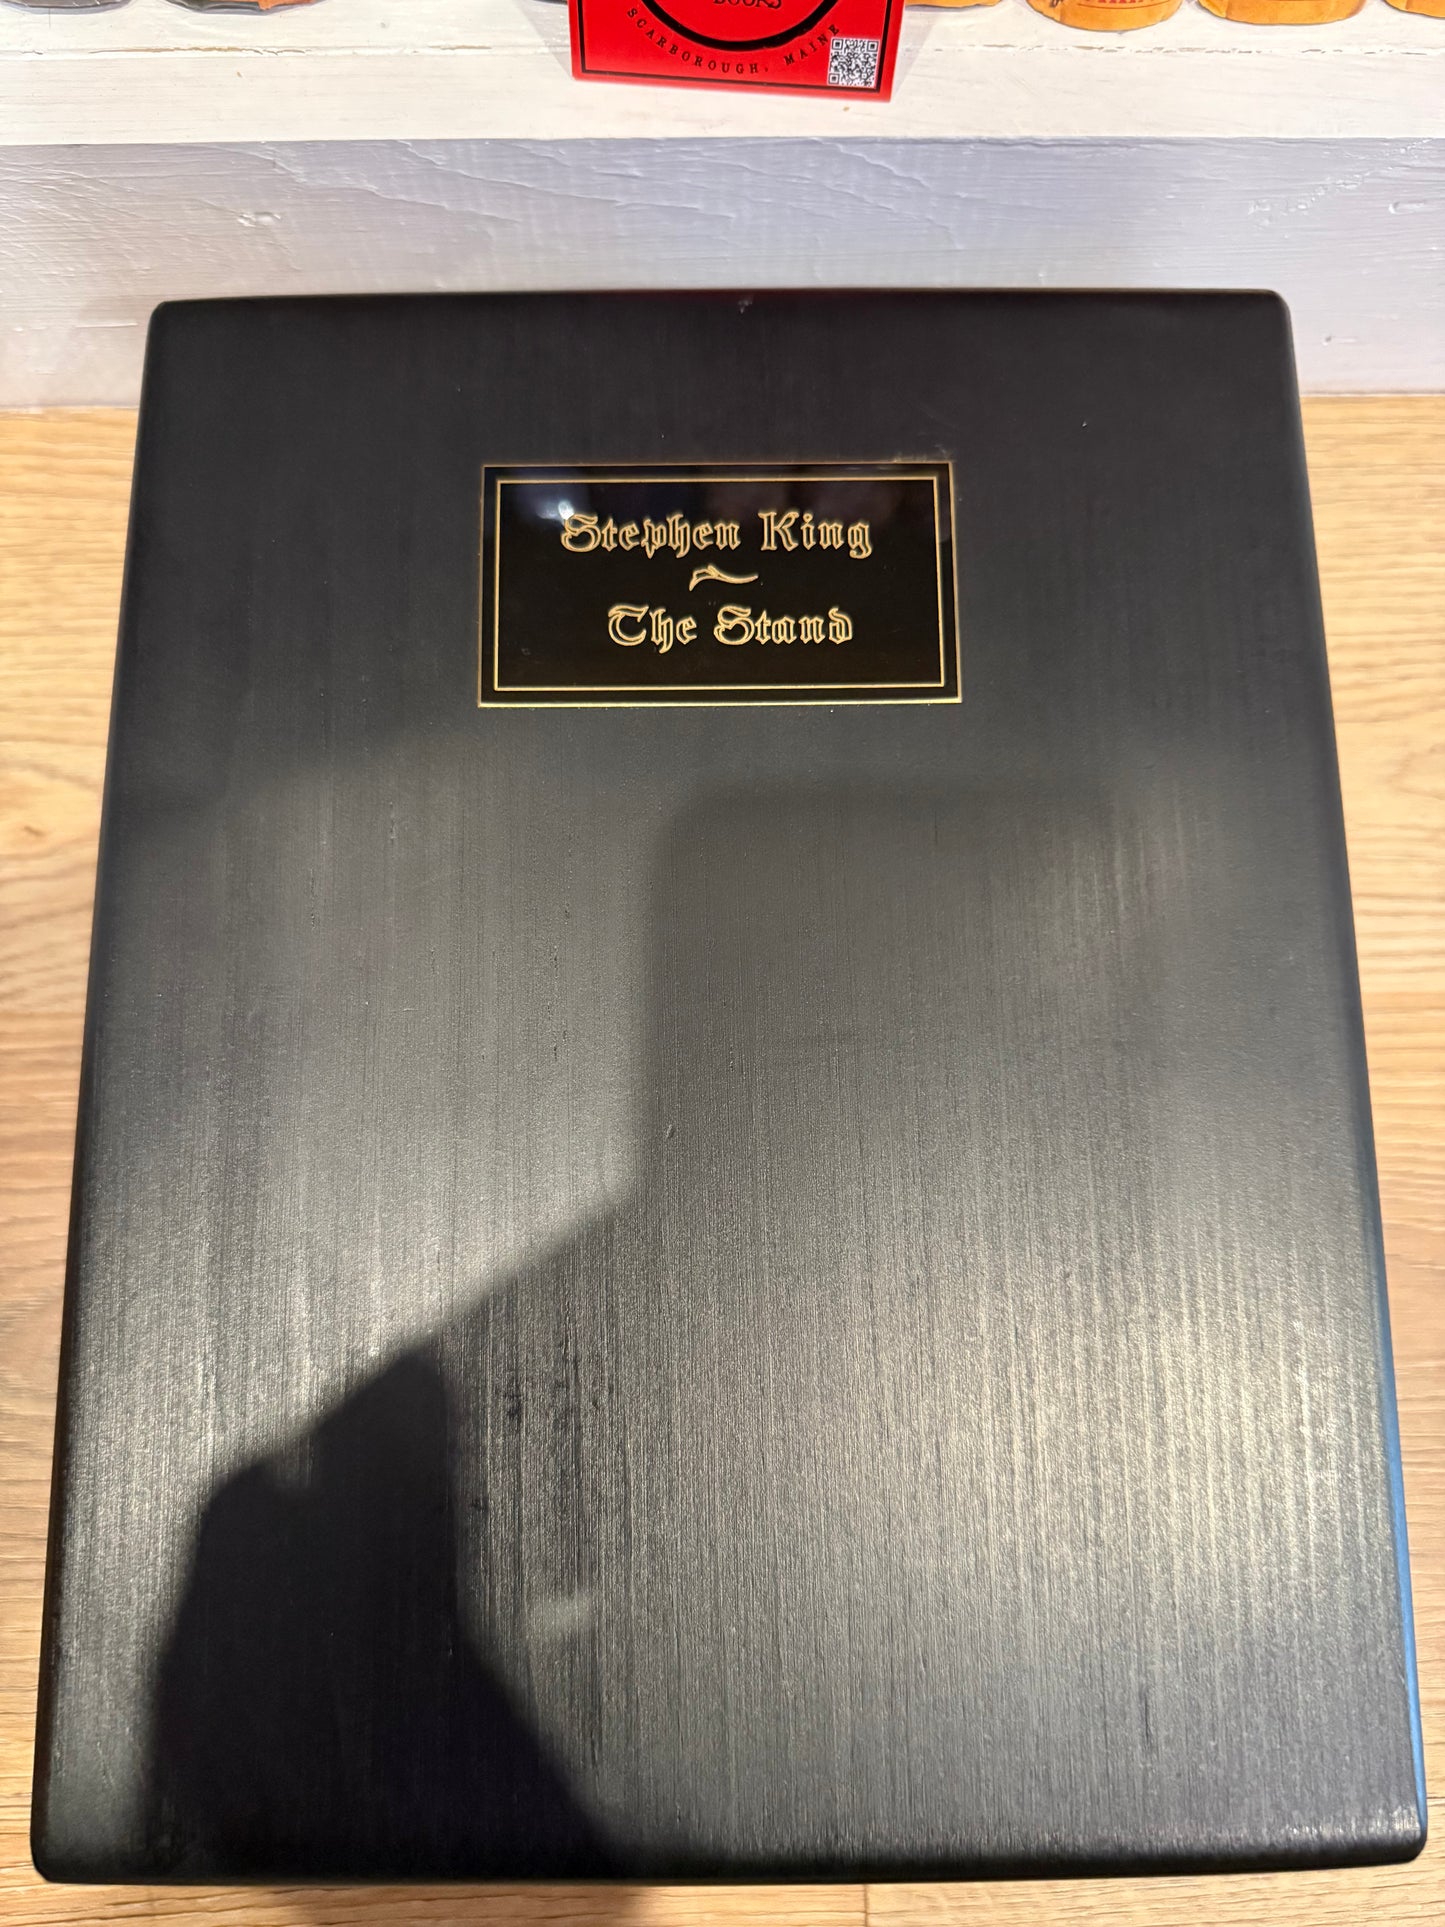 BOOKS
SCARBOROUGH, MAINE
Stephen King
The Stand